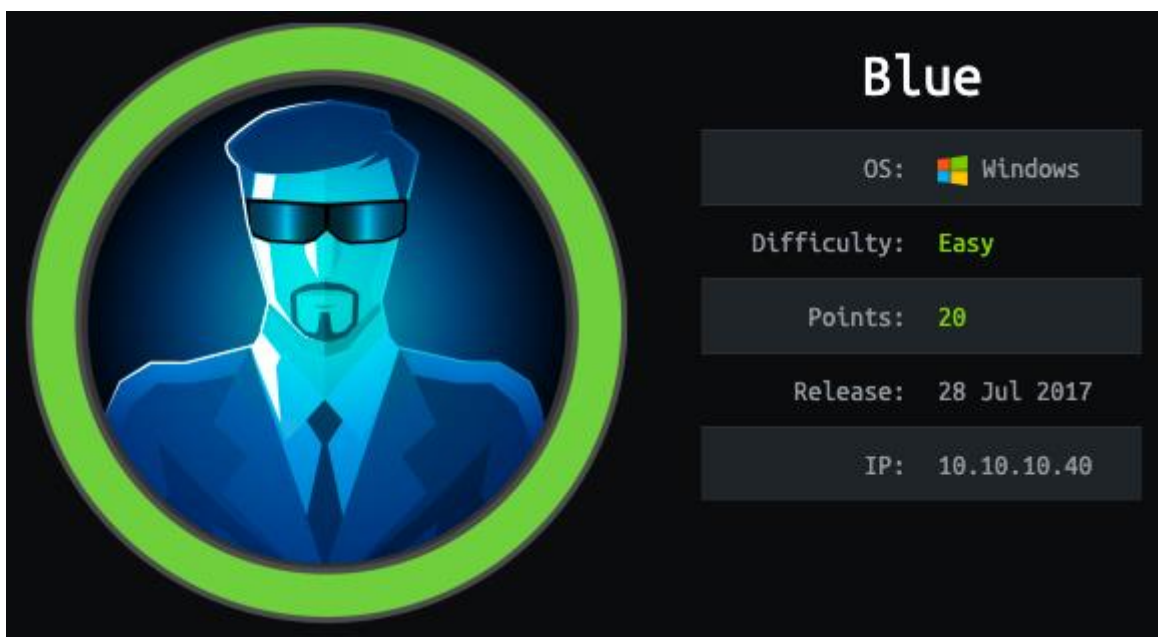 Blue
OS: Windows
Difficulty: Easy
Points: 20
Release: 28 Jul 2017
IP: 10.10.10.40